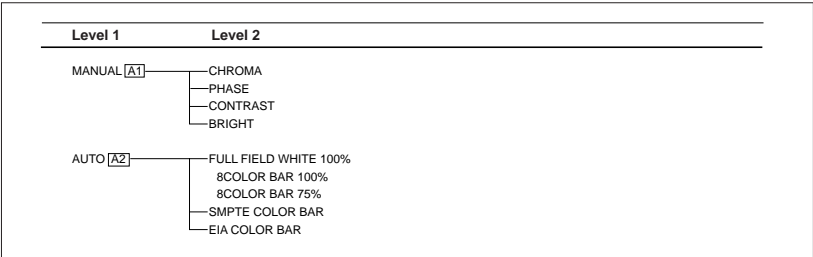 Level 1 Level 2
MANUAL A1 CHROMA
PHASE
CONTRAST
BRIGHT
AUTO A2 FULL FIELD WHITE 100%
8COLOR BAR 100%
8COLOR BAR 75%
SMPTE COLOR BAR
EIA COLOR BAR